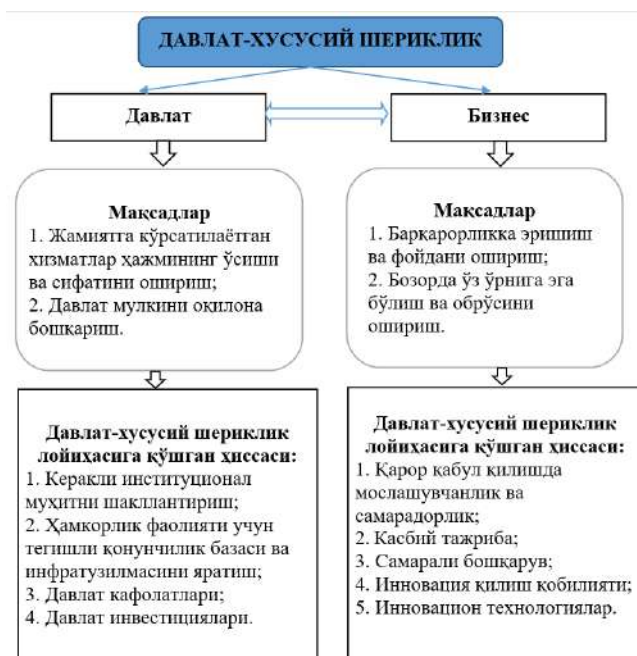 ДАВЛАТ-ХУСУСИЙ ШЕРИКЛИК
Давлат
Бизнес
Мақсадлар
1. Жамиятга кўрсатилаётган
хизматлар ҳажмининг ўсиши
ва сифатини ошириш;
2. Давлат мулкини оқилона
бошқариш.
Мақсадлар
1. Барқарорликка эришиш
ва фойдани ошириш;
2. Бозорда ўз ўрнига эга
бўлиш ва обрўсини
ошириш.
Давлат-хусусий шериклик
лойиҳасига қўшган ҳиссаси:
1. Керакли институционал
муҳитни шакллантириш;
2. Ҳамкорлик фаолияти учун
тегишли қонунчилик базаси ва
инфратузилмасини яратиш;
3. Давлат кафолатлари;
4. Давлат инвестициялари.
Давлат-хусусий шериклик
лойиҳасига қўшган ҳиссаси:
1. Қарор қабул қилишда
мослашувчанлик ва
самарадорлик;
2. Касбий тажриба;
3. Самарали бошқарув;
4. Инновация қилиш қобилияти;
5. Инновацион технологиялар.